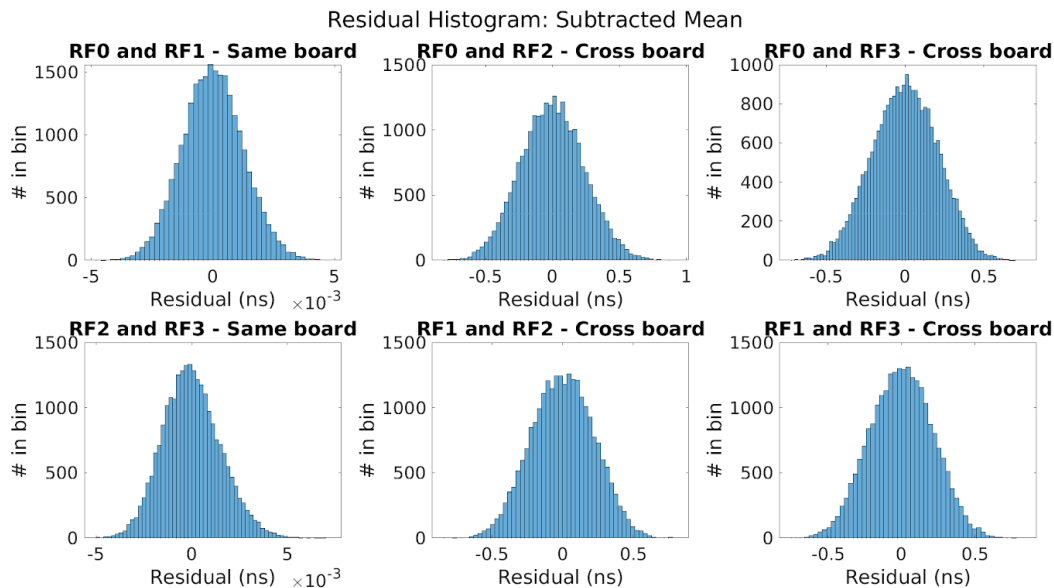 Residual Histogram: Subtracted Mean
RF0 and RF1 - Same board
RF0 and RF2 - Cross board
RF0 and RF3 - Cross board
# in bin
1500
1000
500
0
-5
0
5
Residual (ns)
×10⁻³
# in bin
1500
1000
500
0
-0.5
0
0.5
1
Residual (ns)
# in bin
1000
800
600
400
200
0
-0.5
0
0.5
Residual (ns)
RF2 and RF3 - Same board
RF1 and RF2 - Cross board
RF1 and RF3 - Cross board
# in bin
1500
1000
500
0
-5
0
5
Residual (ns)
×10⁻³
# in bin
1500
1000
500
0
-0.5
0
0.5
Residual (ns)
# in bin
1500
1000
500
0
-0.5
0
0.5
Residual (ns)